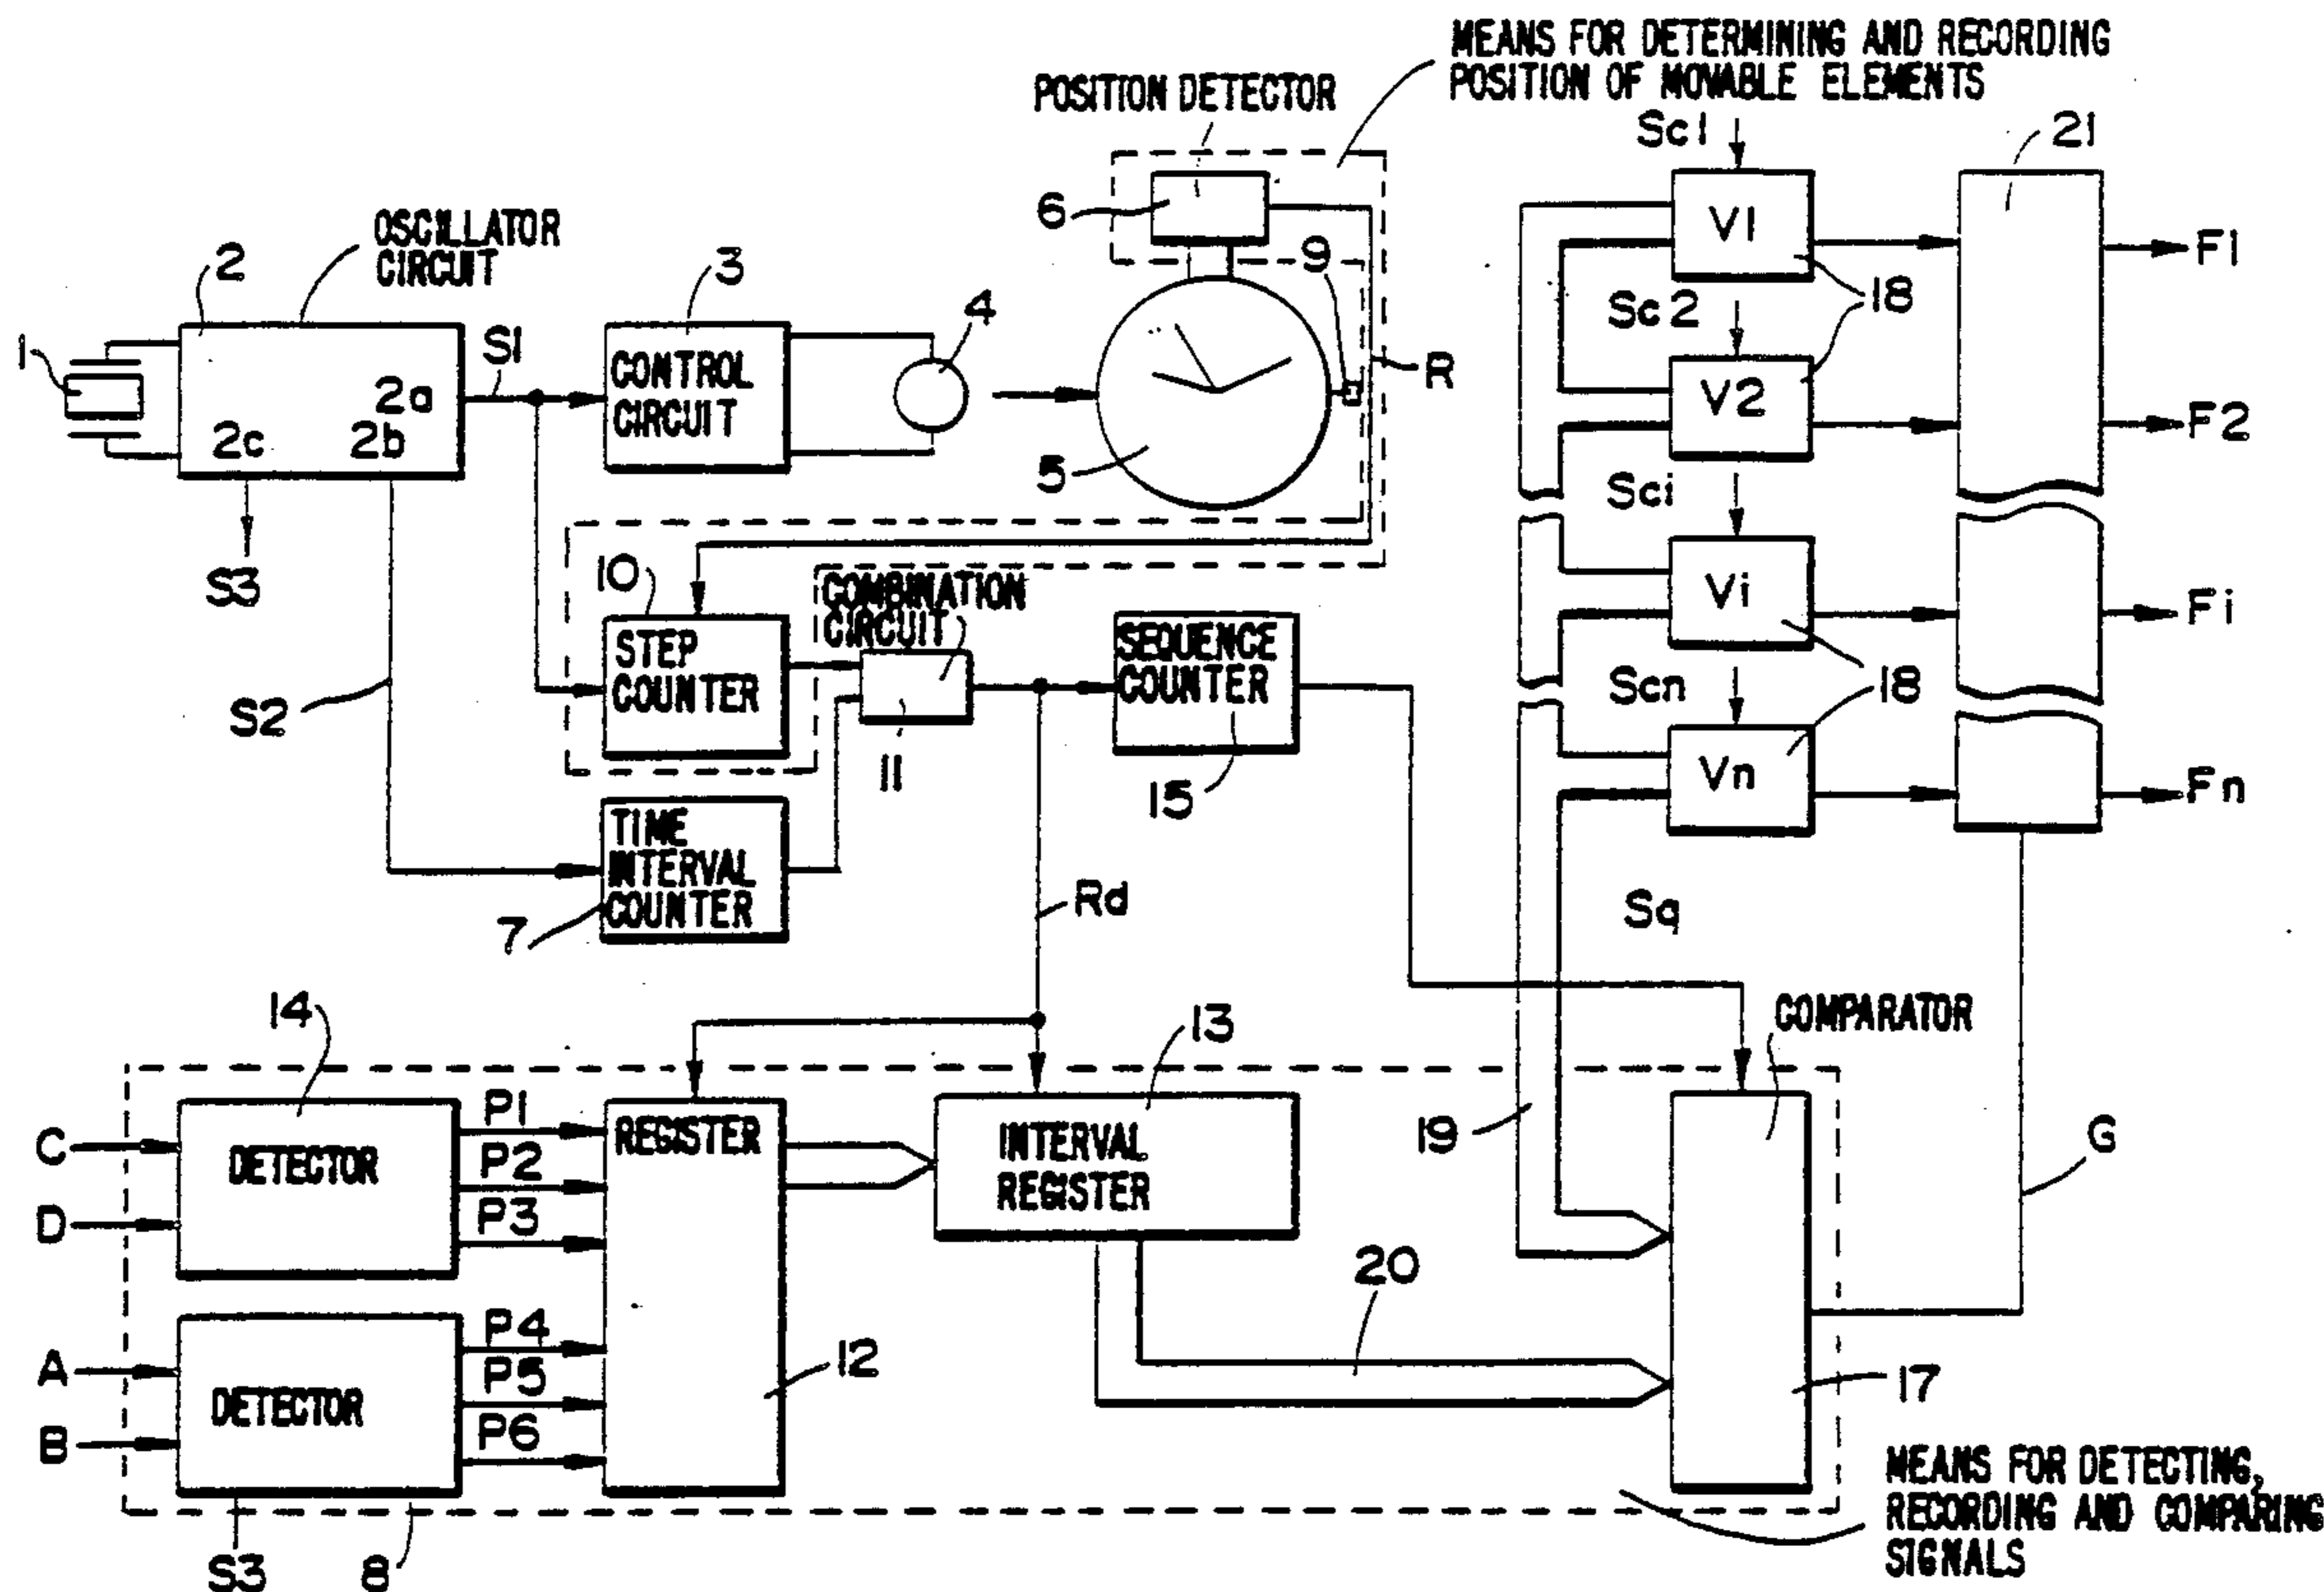 MEANS FOR DETERMINING AND RECORDING
POSITION OF MOVABLE ELEMENTS
POSITION DETECTOR
Sc1
21
6
V1
F1
OSCILLATOR
CIRCUIT
2
3
4
9
18
Sc2
1
S1
CONTROL
CIRCUIT
R
V2
F2
2a
2b
2c
5
Sci
S3
10
COMBINATION
CIRCUIT
Vi
Fi
STEP
COUNTER
SEQUENCE
COUNTER
Scn
18
S2
11
15
Vn
Fn
TIME
INTERVAL
COUNTER
7
Rd
Sq
14
13
COMPARATOR
C
DETECTOR
P1
P2
P3
REGISTER
INTERVAL
REGISTER
19
G
D
20
A
DETECTOR
P4
P5
P6
12
17
B
S3
8
MEANS FOR DETECTING,
RECORDING AND COMPARING
SIGNALS